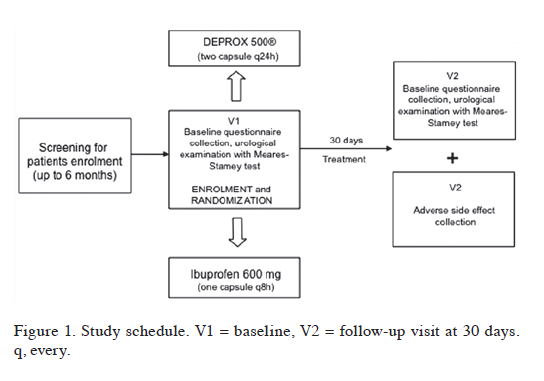 DEPROX 500®
(two capsule q24h)
Screening for
patients enrolment
(up to 6 months)
V1
Baseline questionnaire
collection, urological
examination with Meares-
Stamey test
ENROLMENT and
RANDOMIZATION
30 days
Treatment
V2
Baseline questionnaire
collection, urological
examination with Meares-
Stamey test
+
V2
Adverse side effect
collection
Ibuprofen 600 mg
(one capsule q8h)
Figure 1. Study schedule. V1 = baseline, V2 = follow-up visit at 30 days.
q, every.